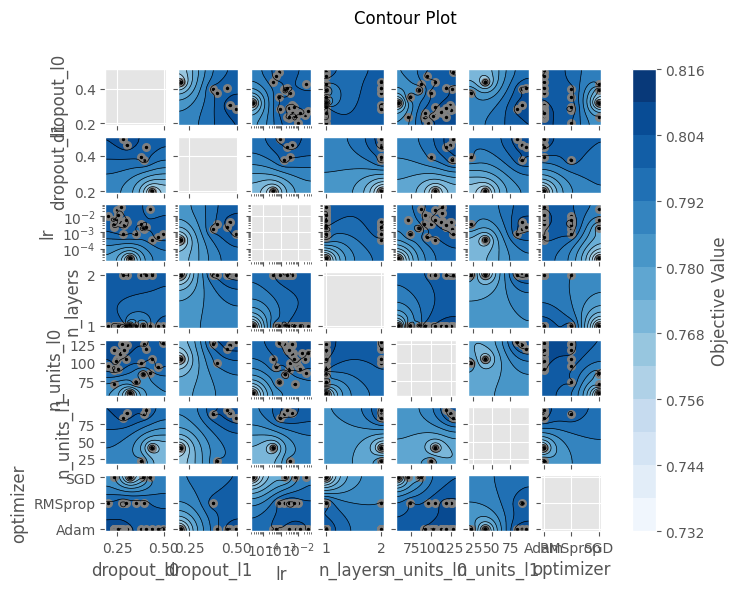 Contour Plot
dropout_l0
0.4
0.2
dropout_l1
0.4
0.2
lr
10⁻²
10⁻³
10⁻⁴
n_layers
2
1
n_units_l0
125
100
75
n_units_l1
75
50
25
optimizer
SGD
RMSprop
Adam
0.25 0.50 0.25 0.50 10⁻² 1 2 75 100 125 25 50 75 Adam RMSprop SGD
dropout_l0 dropout_l1 lr n_layers n_units_l0 n_units_l1 optimizer
0.816
0.804
0.792
0.780
0.768
0.756
0.744
0.732
Objective Value